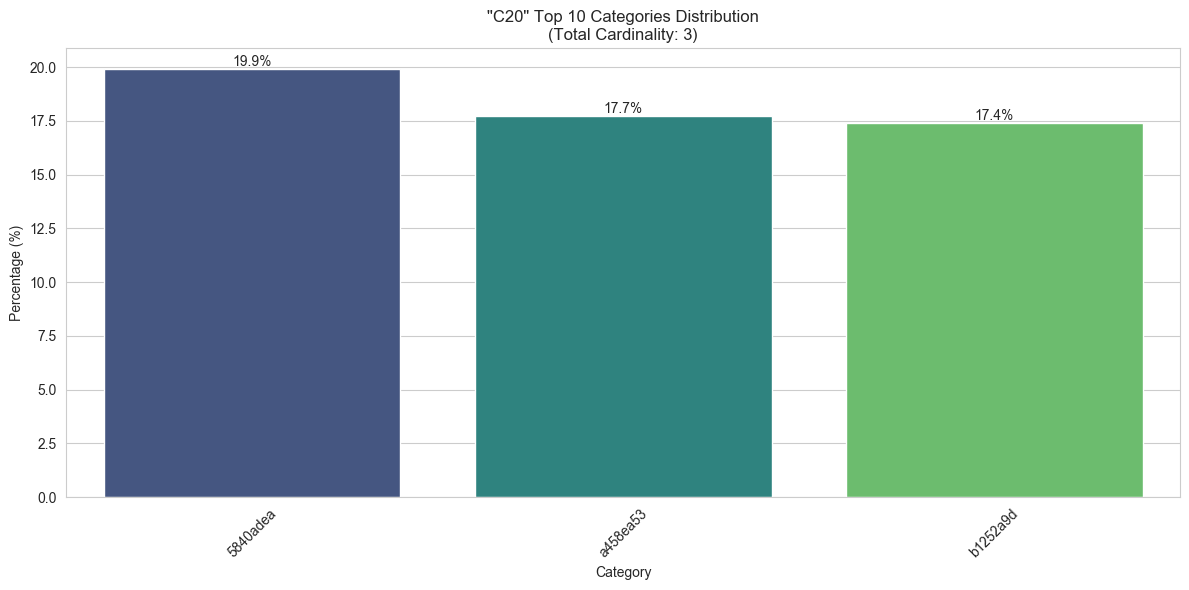 "C20" Top 10 Categories Distribution
(Total Cardinality: 3)
Percentage (%)
20.0
17.5
15.0
12.5
10.0
7.5
5.0
2.5
0.0
19.9%
17.7%
17.4%
5840adea
a458ea53
b1252a9d
Category